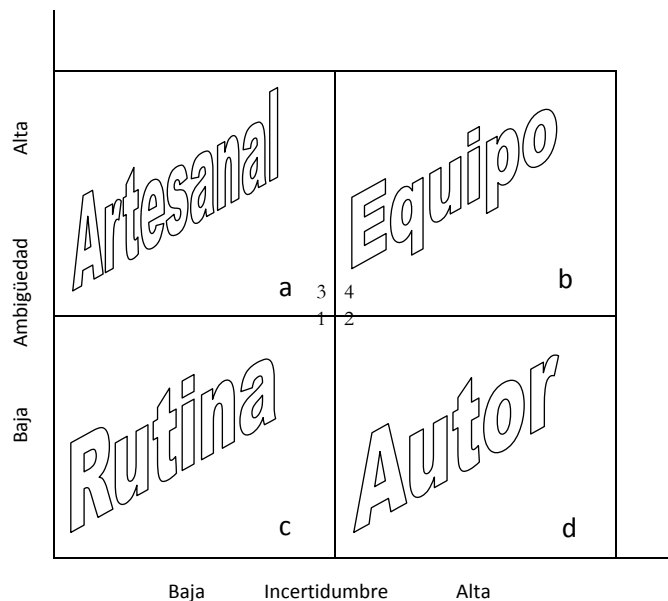 Alta
Artesanal
Equipo
a
3 4
b
Ambigüedad
1 2
Baja
Rutina
Autor
c
d
Baja Incertidumbre Alta